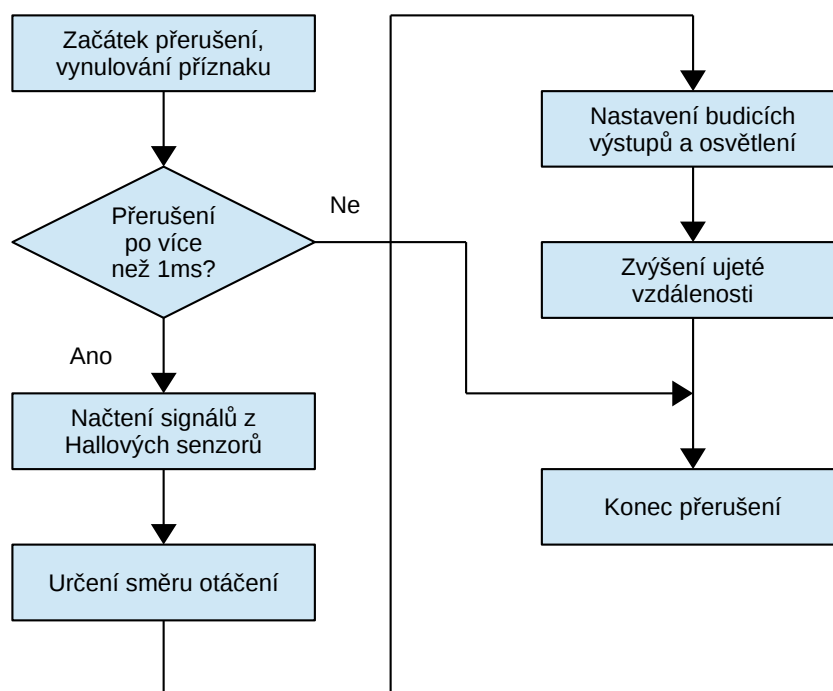 Začátek přerušení,
vynulování příznaku
Přerušení
po více
než 1ms?
Ne
Ano
Načtení signálů z
Hallových senzorů
Určení směru otáčení
Nastavení budicích
výstupů a osvětlení
Zvýšení ujeté
vzdálenosti
Konec přerušení